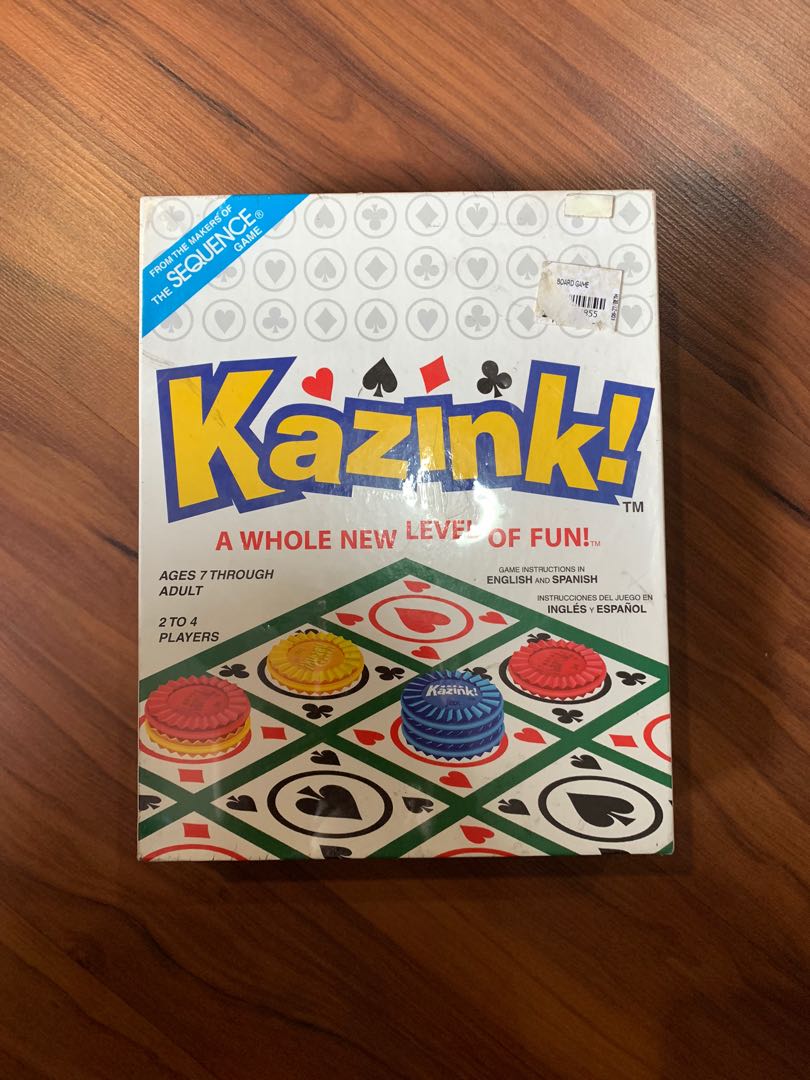 FROM THE MAKERS OF
THE SEQUENCE® GAME
BOARD GAME
955
Kazink!™
A WHOLE NEW LEVEL OF FUN!™
AGES 7 THROUGH
ADULT
2 TO 4
PLAYERS
GAME INSTRUCTIONS IN
ENGLISH AND SPANISH
INSTRUCCIONES DEL JUEGO EN
INGLÉS Y ESPAÑOL
Kazink!